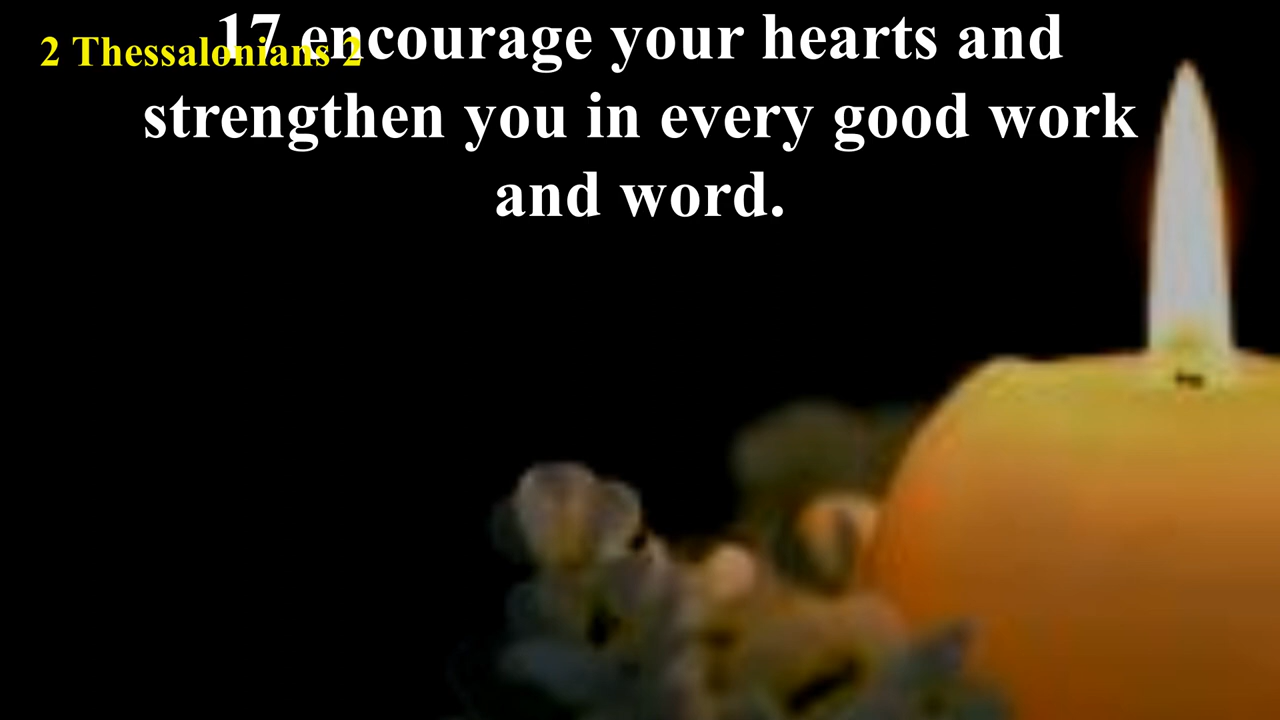 2 Thessalonians 2
17 encourage your hearts and
strengthen you in every good work
and word.